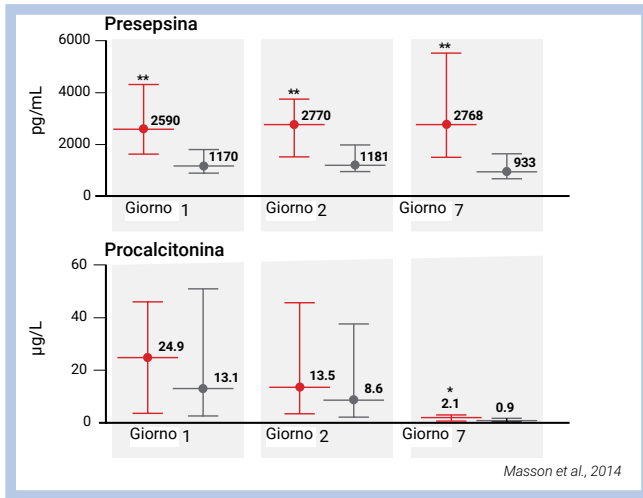 Presepsina
6000
4000
2000
0
pg/mL
**
2590
1170
**
2770
1181
**
2768
933
Giorno 1
Giorno 2
Giorno 7
Procalcitonina
60
40
20
0
µg/L
24.9
13.1
13.5
8.6
*
2.1
0.9
Giorno 1
Giorno 2
Giorno 7
Masson et al., 2014